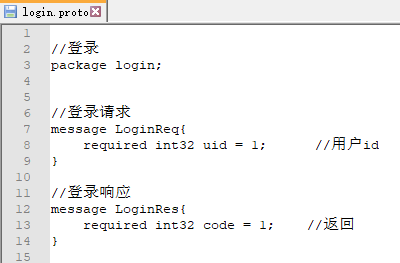 login.proto
1
2 //登录
3 package login;
4
5
6 //登录请求
7 message LoginReq{
8     required int32 uid = 1;      //用户id
9 }
10
11 //登录响应
12 message LoginRes{
13     required int32 code = 1;    //返回
14 }
15